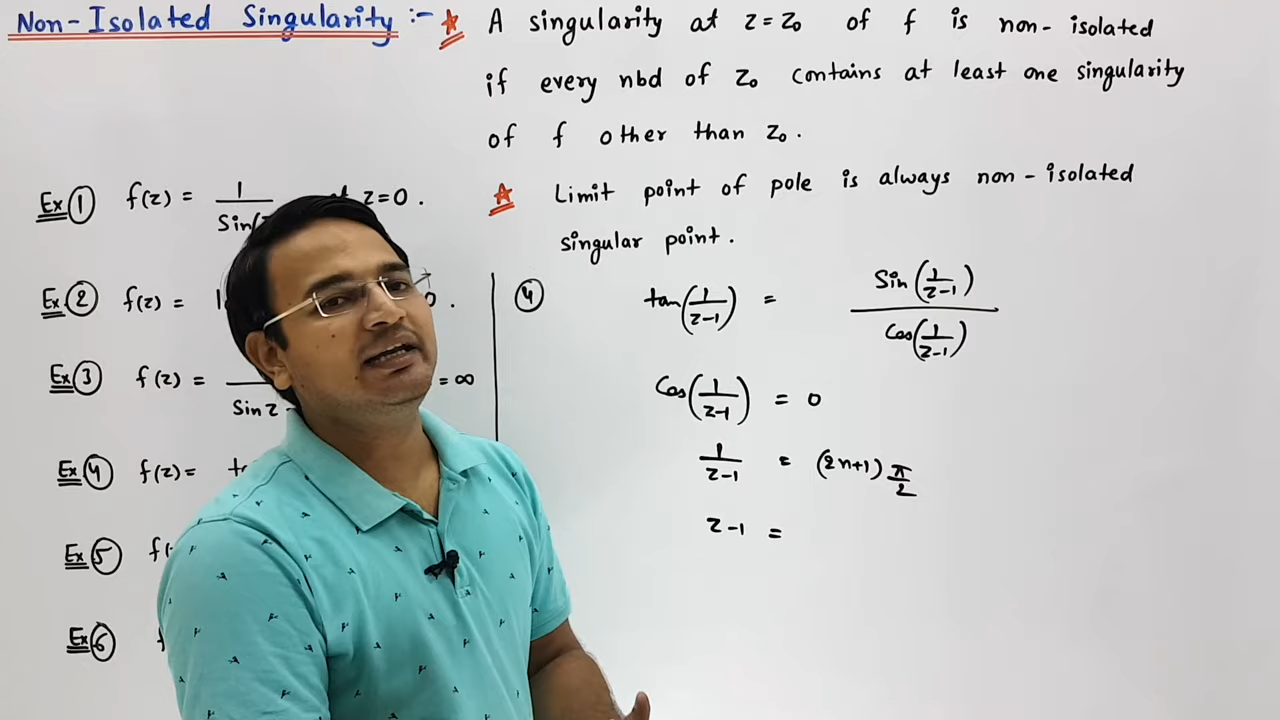 Non-Isolated Singularity :- ☆ A singularity at z = z₀ of f is non-isolated
if every nbd of z₀ contains at least one singularity
of f other than z₀.
☆ Limit point of pole is always non-isolated
singular point.
Ex ① f(z) = 1 / Sin( at z=0.
Ex ② f(z) =
Ex ③ f(z) = / Sin z = ∞
Ex ④ f(z) =
Ex ⑤
Ex ⑥
④ tan(1/(z-1)) = Sin(1/(z-1)) / Cos(1/(z-1))
Cos(1/(z-1)) = 0
1/(z-1) = (2n+1) π/2
z-1 =